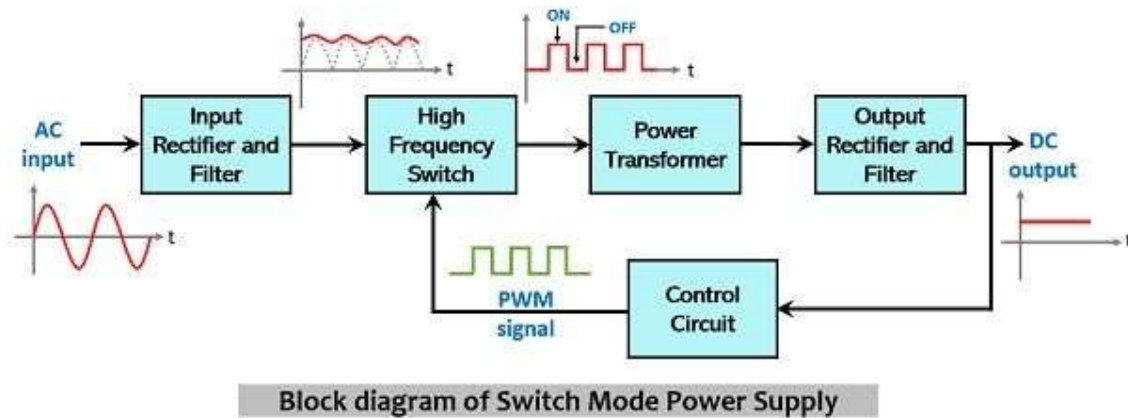 ON
OFF
t
t
AC
input
Input
Rectifier and
Filter
High
Frequency
Switch
Power
Transformer
Output
Rectifier and
Filter
DC
output
t
t
PWM
signal
Control
Circuit
Block diagram of Switch Mode Power Supply